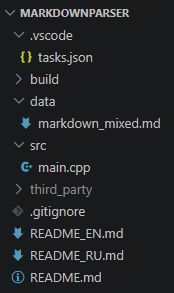 MARKDOWNPARSER
.vscode
tasks.json
build
data
markdown_mixed.md
src
main.cpp
third_party
.gitignore
README_EN.md
README_RU.md
README.md